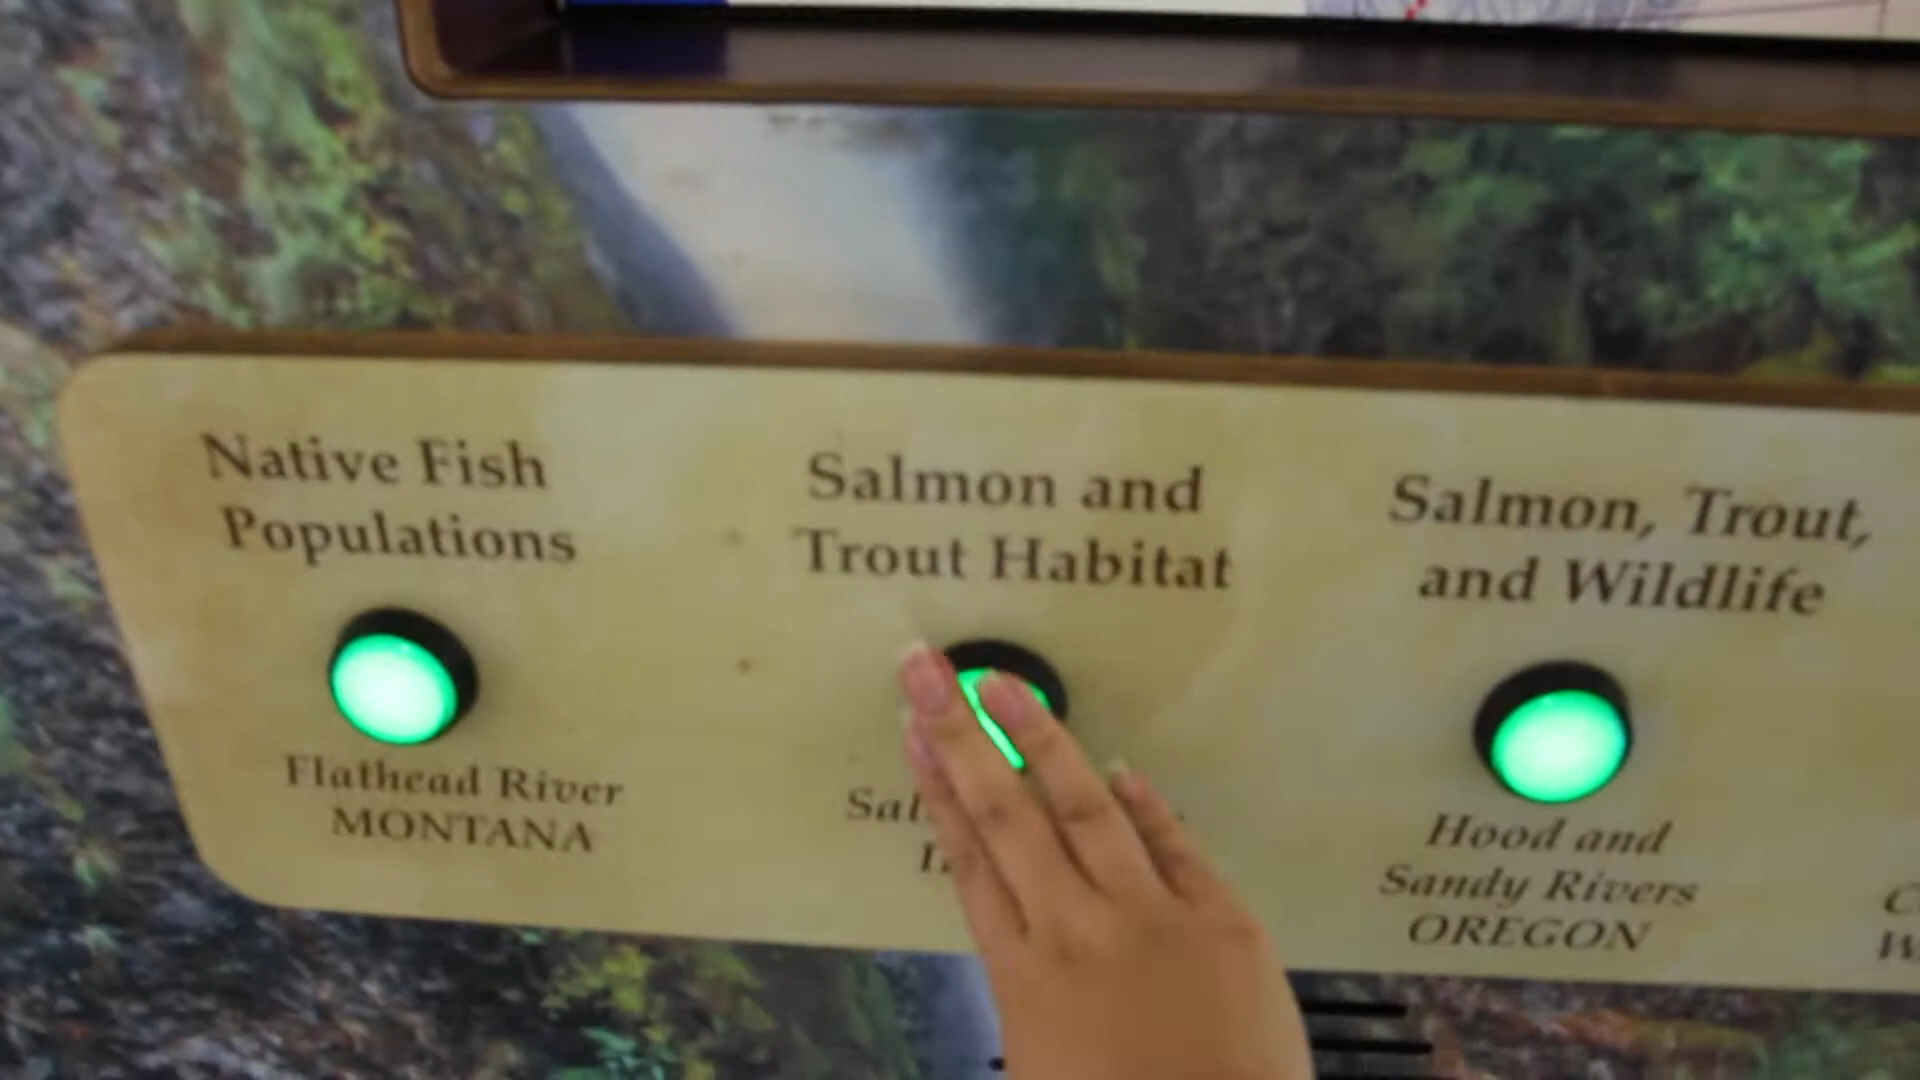 Native Fish
Populations
Flathead River
MONTANA
Salmon and
Trout Habitat
Salmon, Trout,
and Wildlife
Hood and
Sandy Rivers
OREGON